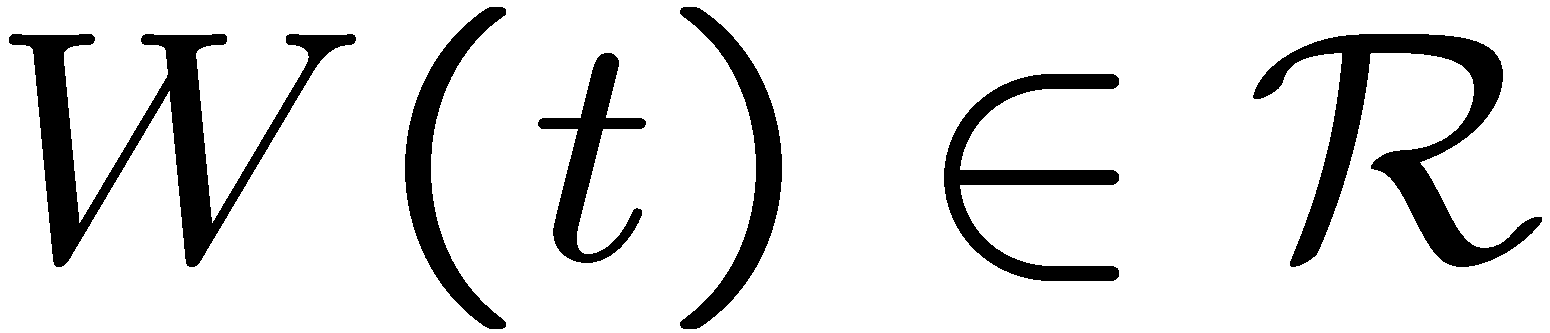 W(t) ∈ ℛ